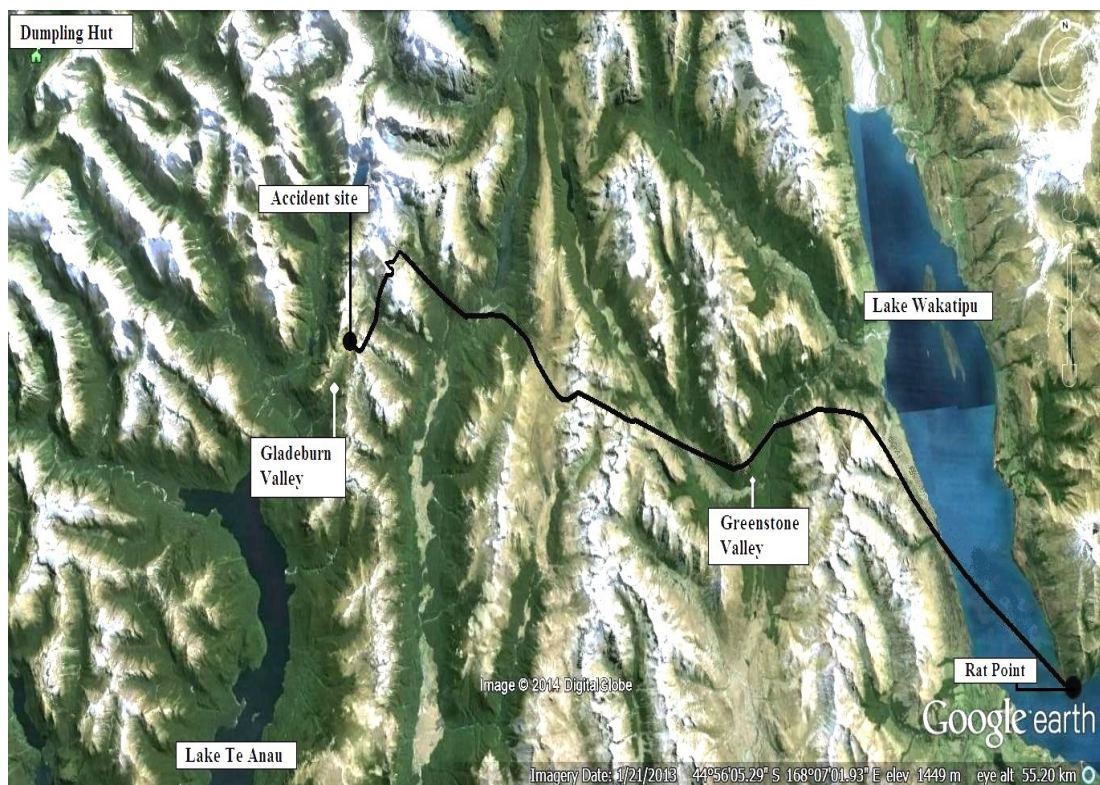 Dumpling Hut
N
Accident site
Lake Wakatipu
Gladeburn
Valley
Greenstone
Valley
Rat Point
Image © 2014 DigitalGlobe
Google earth
Lake Te Anau
Imagery Date: 1/21/2013 44°56'05.29" S 168°07'01.93" E elev 1449 m eye alt 55.20 km